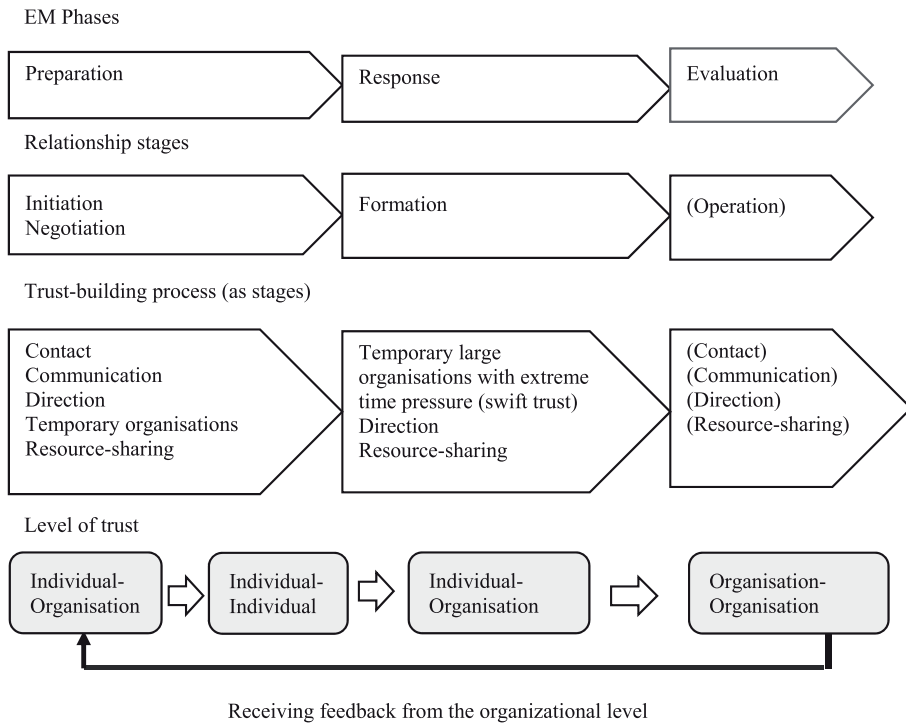 EM Phases
Preparation
Response
Evaluation
Relationship stages
Initiation
Negotiation
Formation
(Operation)
Trust-building process (as stages)
Contact
Communication
Direction
Temporary organisations
Resource-sharing
Temporary large
organisations with extreme
time pressure (swift trust)
Direction
Resource-sharing
(Contact)
(Communication)
(Direction)
(Resource-sharing)
Level of trust
Individual-
Organisation
Individual-
Individual
Individual-
Organisation
Organisation-
Organisation
Receiving feedback from the organizational level